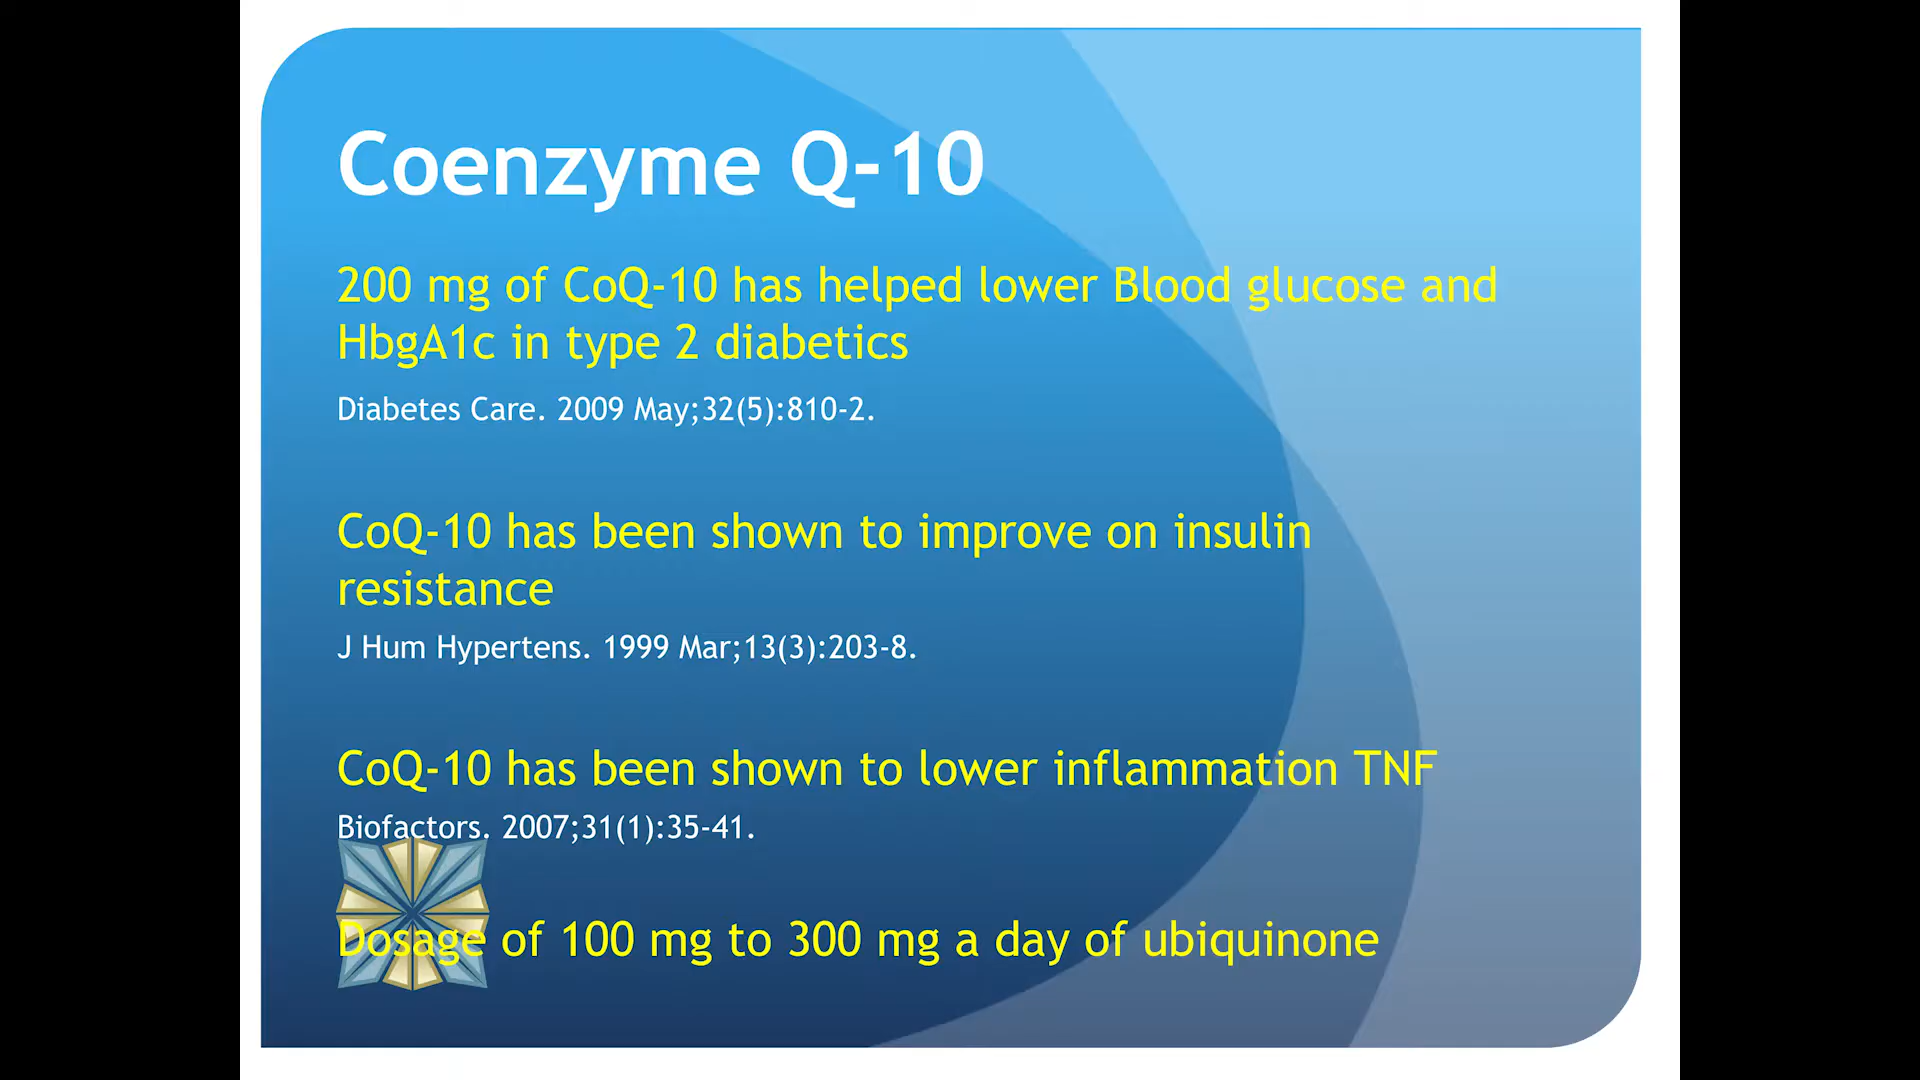 Coenzyme Q-10
200 mg of CoQ-10 has helped lower Blood glucose and
HbgA1c in type 2 diabetics
Diabetes Care. 2009 May;32(5):810-2.
CoQ-10 has been shown to improve on insulin
resistance
J Hum Hypertens. 1999 Mar;13(3):203-8.
CoQ-10 has been shown to lower inflammation TNF
Biofactors. 2007;31(1):35-41.
Dosage of 100 mg to 300 mg a day of ubiquinone